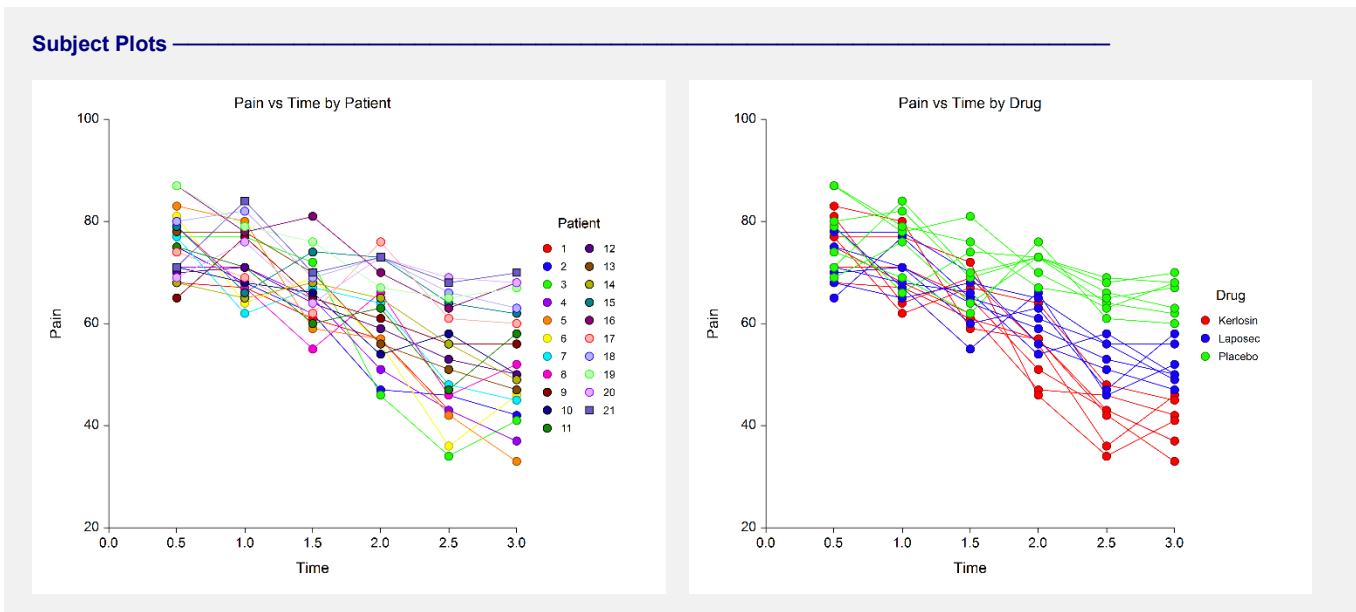 Subject Plots
Pain vs Time by Patient
100
80
60
40
20
Pain
0.0 0.5 1.0 1.5 2.0 2.5 3.0
Time
Patient
1 12
2 13
3 14
4 15
5 16
6 17
7 18
8 19
9 20
10 21
11
Pain vs Time by Drug
100
80
60
40
20
Pain
0.0 0.5 1.0 1.5 2.0 2.5 3.0
Time
Drug
Kerlosin
Laposec
Placebo